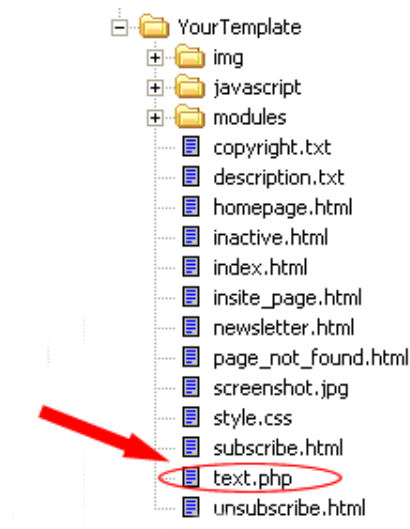 YourTemplate
img
javascript
modules
copyright.txt
description.txt
homepage.html
inactive.html
index.html
insite_page.html
newsletter.html
page_not_found.html
screenshot.jpg
style.css
subscribe.html
text.php
unsubscribe.html